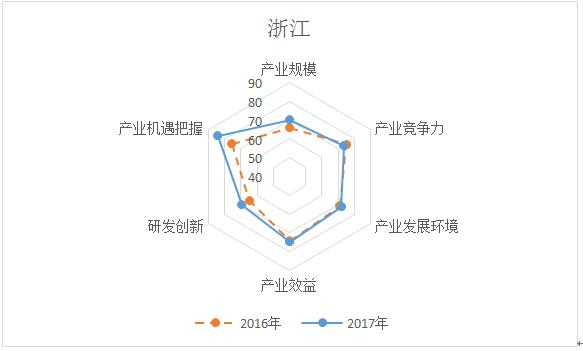 浙江
产业规模
90
80
70
60
50
40
产业机遇把握
产业竞争力
研发创新
产业发展环境
产业效益
2016年
2017年